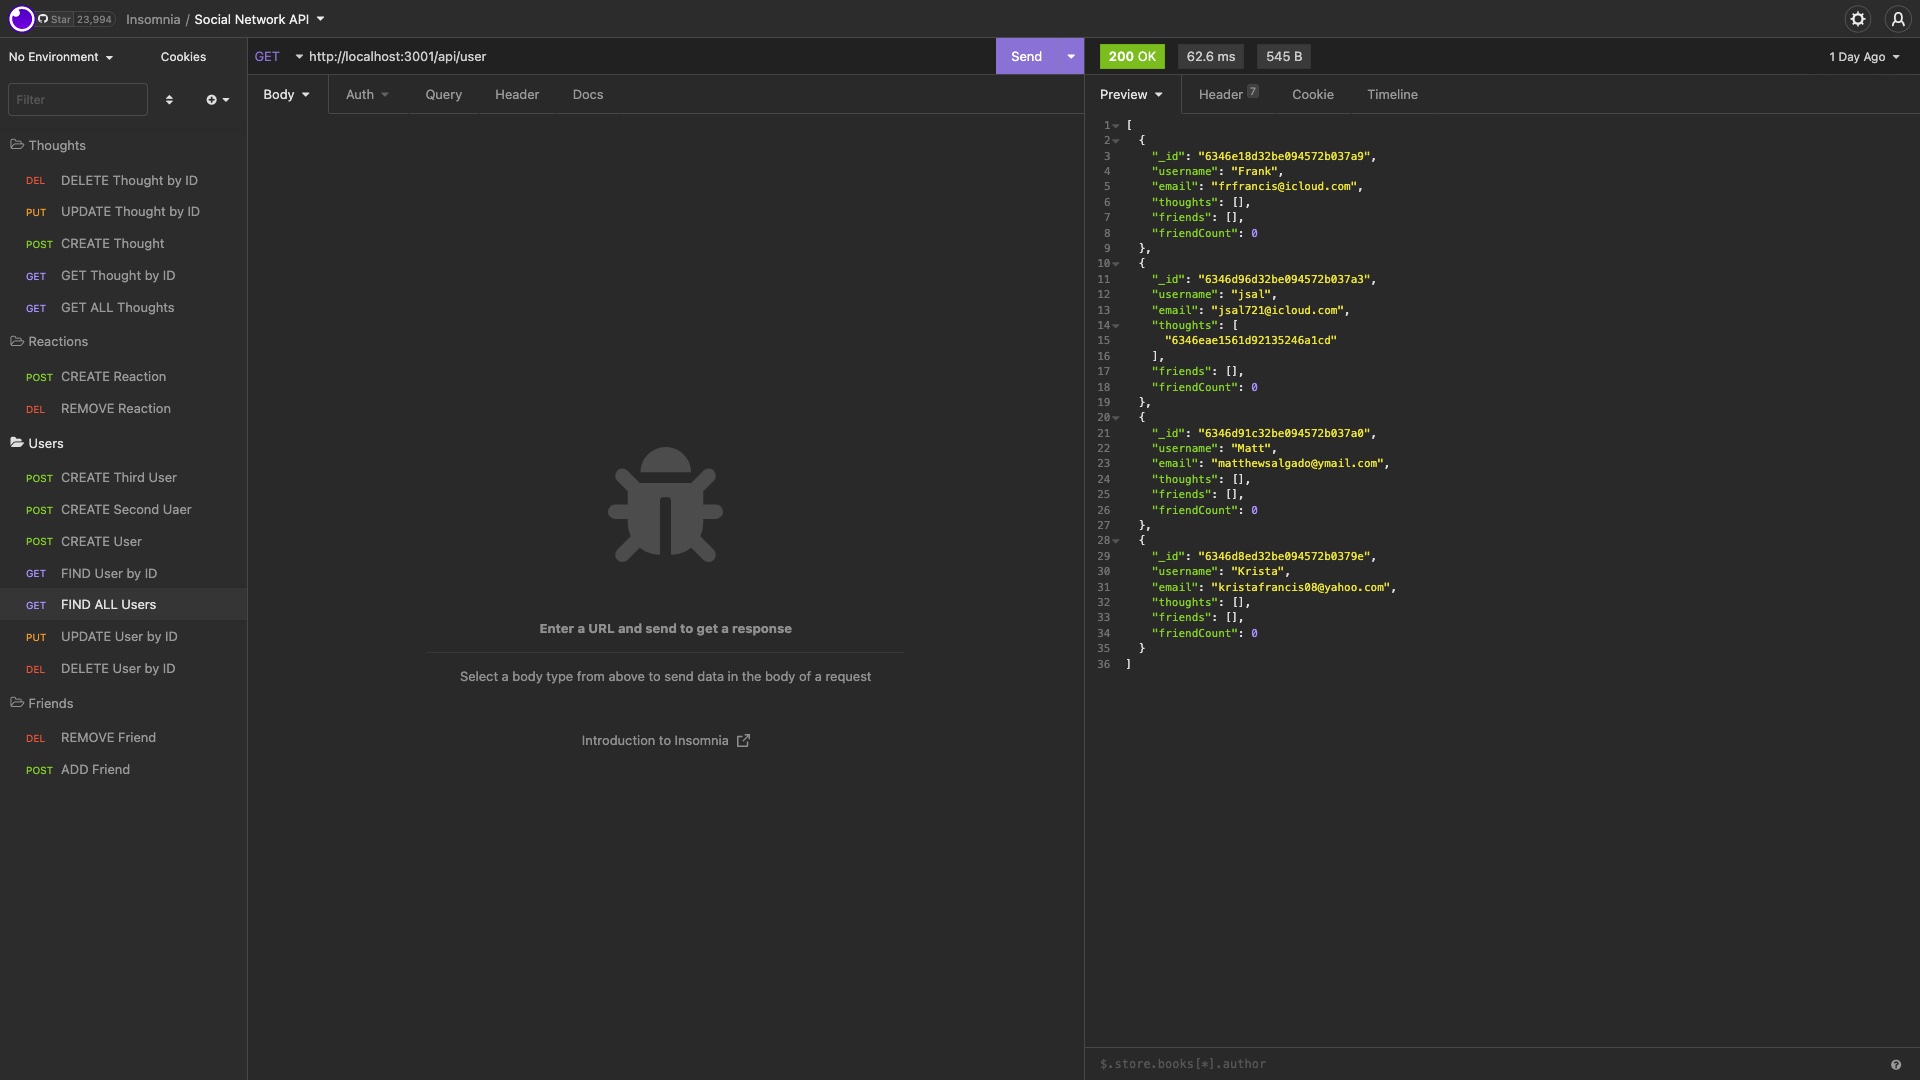 Star 23,994 Insomnia / Social Network API
No Environment Cookies
Filter
Thoughts
DEL DELETE Thought by ID
PUT UPDATE Thought by ID
POST CREATE Thought
GET GET Thought by ID
GET GET ALL Thoughts
Reactions
POST CREATE Reaction
DEL REMOVE Reaction
Users
POST CREATE Third User
POST CREATE Second Uaer
POST CREATE User
GET FIND User by ID
GET FIND ALL Users
PUT UPDATE User by ID
DEL DELETE User by ID
Friends
DEL REMOVE Friend
POST ADD Friend
GET http://localhost:3001/api/user Send
Body Auth Query Header Docs
Enter a URL and send to get a response
Select a body type from above to send data in the body of a request
Introduction to Insomnia
200 OK 62.6 ms 545 B 1 Day Ago
Preview Header 7 Cookie Timeline
1 [
2 {
3 "_id": "6346e18d32be094572b037a9",
4 "username": "Frank",
5 "email": "frfrancis@icloud.com",
6 "thoughts": [],
7 "friends": [],
8 "friendCount": 0
9 },
10 {
11 "_id": "6346d96d32be094572b037a3",
12 "username": "jsal",
13 "email": "jsal721@icloud.com",
14 "thoughts": [
15 "6346eae1561d92135246a1cd"
16 ],
17 "friends": [],
18 "friendCount": 0
19 },
20 {
21 "_id": "6346d91c32be094572b037a0",
22 "username": "Matt",
23 "email": "matthewsalgado@ymail.com",
24 "thoughts": [],
25 "friends": [],
26 "friendCount": 0
27 },
28 {
29 "_id": "6346d8ed32be094572b0379e",
30 "username": "Krista",
31 "email": "kristafrancis08@yahoo.com",
32 "thoughts": [],
33 "friends": [],
34 "friendCount": 0
35 }
36 ]
$.store.books[*].author